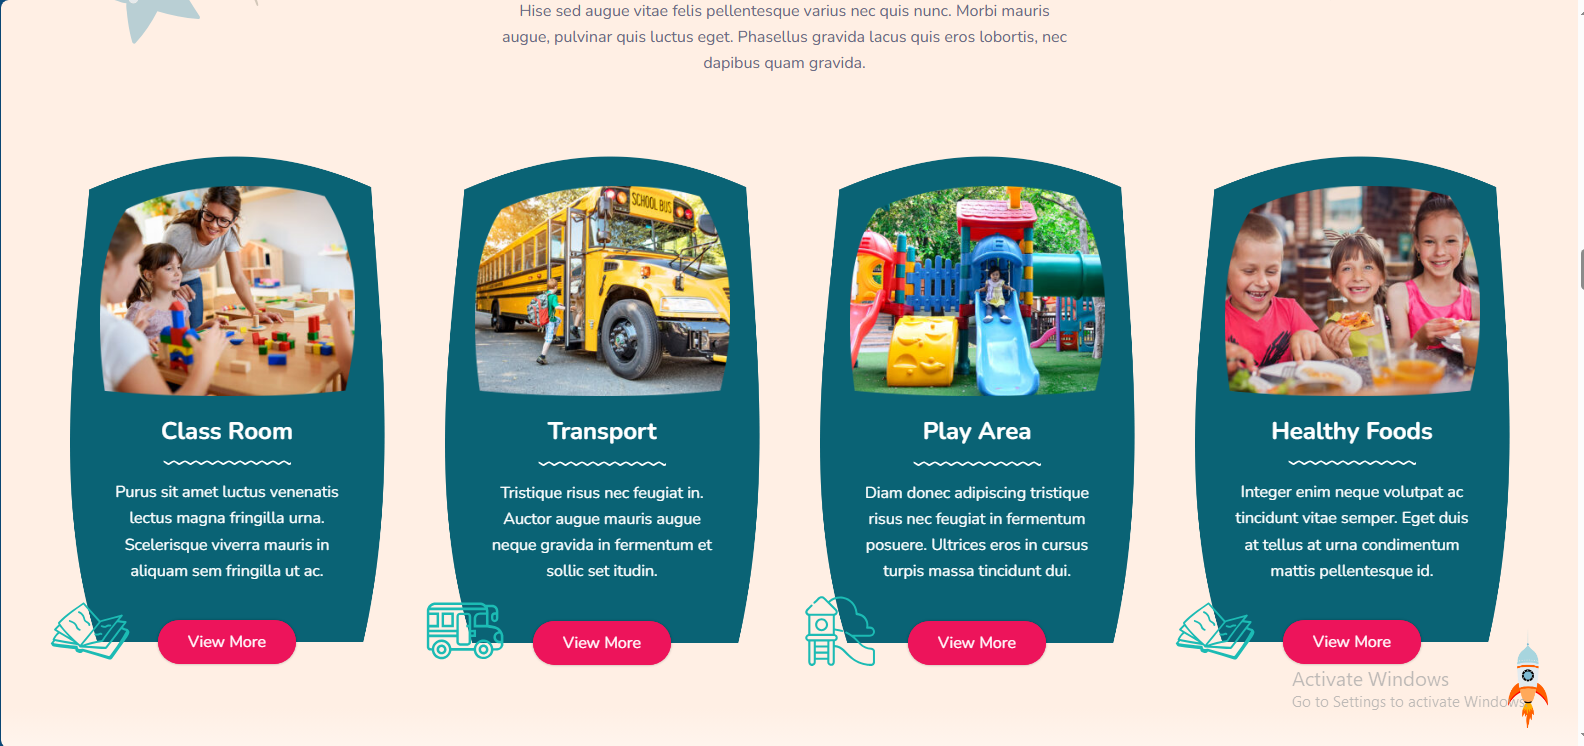 Hise sed augue vitae felis pellentesque varius nec quis nunc. Morbi mauris
augue, pulvinar quis luctus eget. Phasellus gravida lacus quis eros lobortis, nec
dapibus quam gravida.
SCHOOL BUS
Class Room
Purus sit amet luctus venenatis
lectus magna fringilla urna.
Scelerisque viverra mauris in
aliquam sem fringilla ut ac.
View More
Transport
Tristique risus nec feugiat in.
Auctor augue mauris augue
neque gravida in fermentum et
sollic set itudin.
View More
Play Area
Diam donec adipiscing tristique
risus nec feugiat in fermentum
posuere. Ultrices eros in cursus
turpis massa tincidunt dui.
View More
Healthy Foods
Integer enim neque volutpat ac
tincidunt vitae semper. Eget duis
at tellus at urna condimentum
mattis pellentesque id.
View More
Activate Windows
Go to Settings to activate Windows.